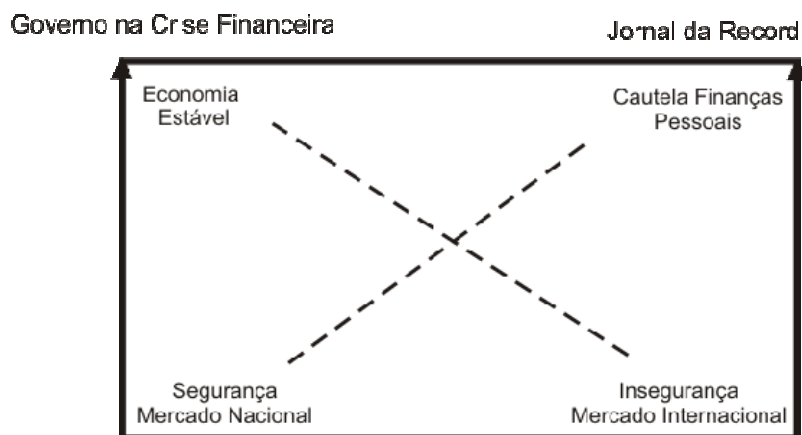 Governo na Crise Financeira
Jornal da Record
Economia
Estável
Cautela Finanças
Pessoais
Segurança
Mercado Nacional
Insegurança
Mercado Internacional